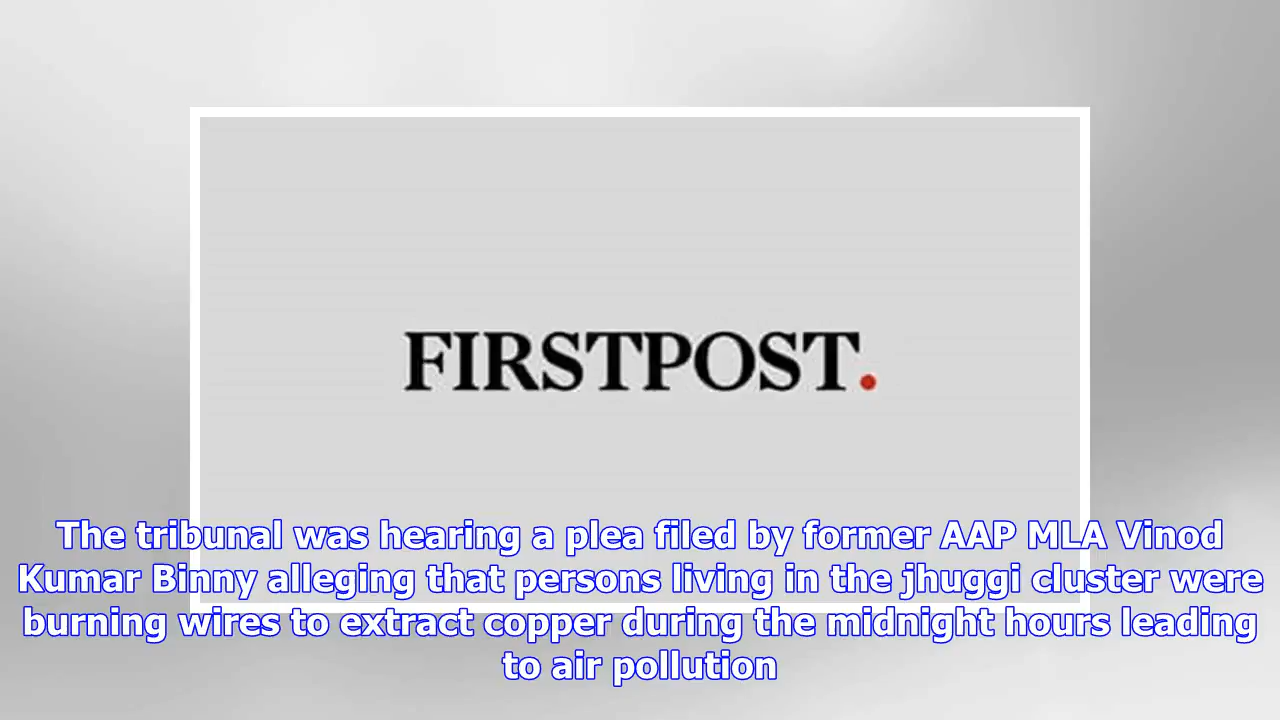 FIRSTPOST.
The tribunal was hearing a plea filed by former AAP MLA Vinod
Kumar Binny alleging that persons living in the jhuggi cluster were
burning wires to extract copper during the midnight hours leading
to air pollution